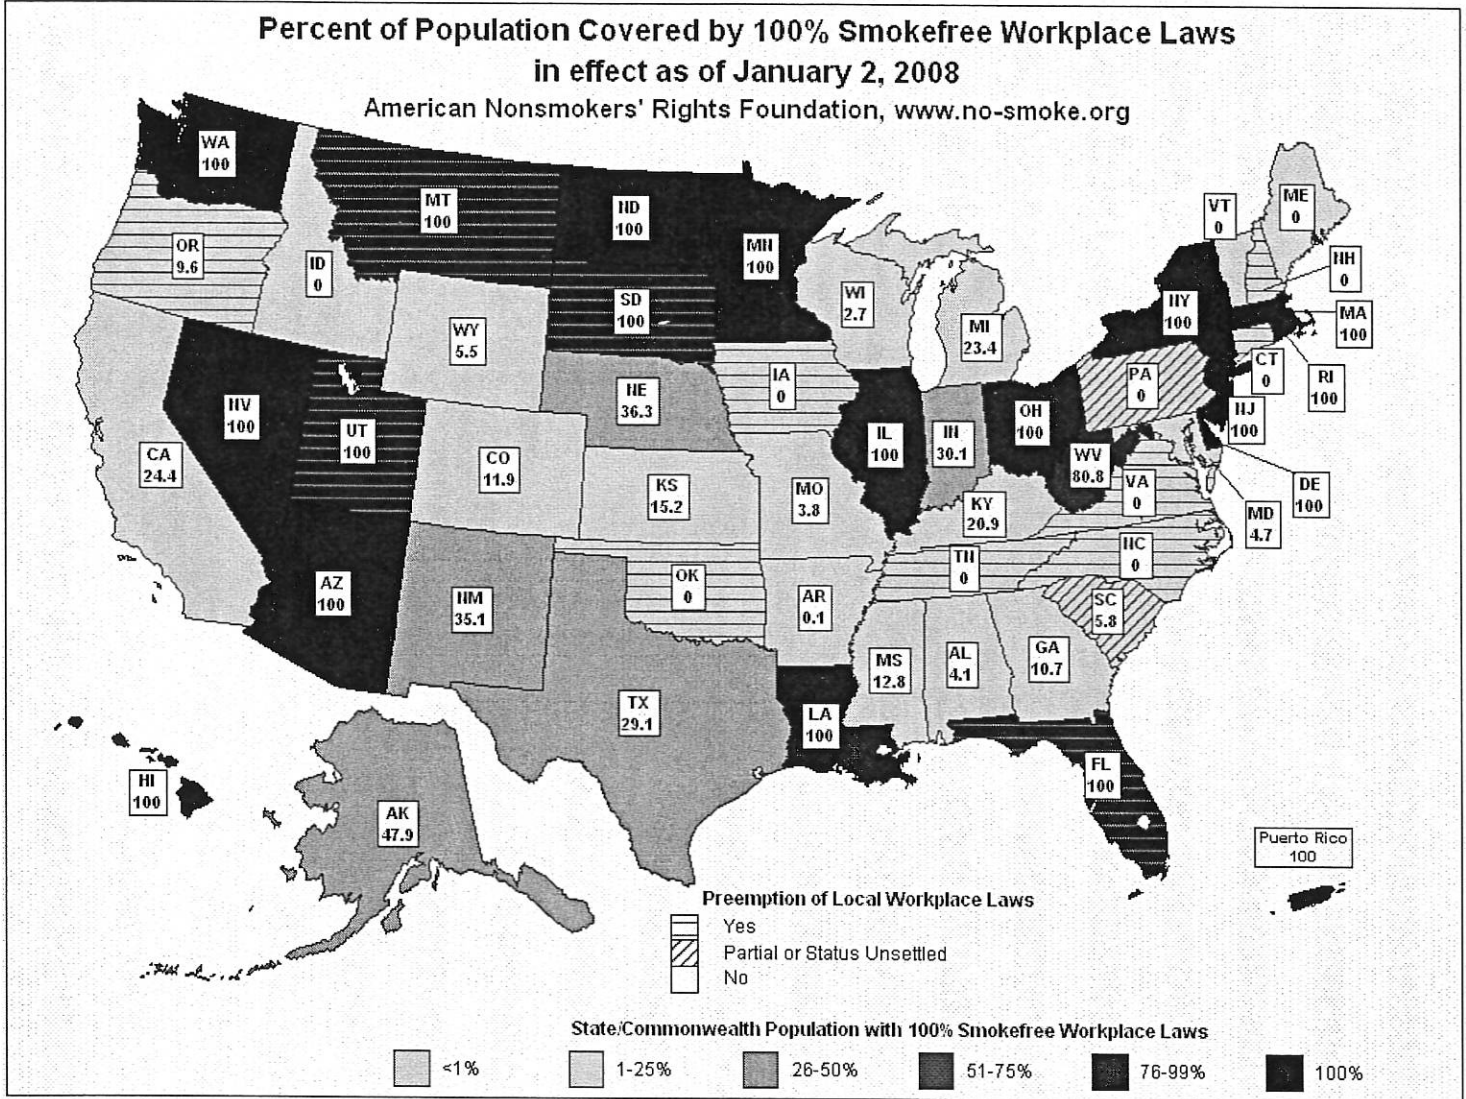 Percent of Population Covered by 100% Smokefree Workplace Laws
in effect as of January 2, 2008
American Nonsmokers' Rights Foundation, www.no-smoke.org
WA
100
MT
100
ND
100
MN
100
OR
9.6
ID
0
WY
5.5
SD
100
WI
2.7
MI
23.4
VT
0
ME
0
NH
0
NY
100
MA
100
CT
0
RI
100
NJ
100
PA
0
DE
100
MD
4.7
NV
100
UT
100
CA
24.4
CO
11.9
NE
36.3
IA
0
KS
15.2
MO
3.8
IL
100
IN
30.1
OH
100
WV
80.8
VA
0
KY
20.9
NC
0
TN
0
SC
5.8
AZ
100
NM
35.1
OK
0
AR
0.1
TX
29.1
LA
100
MS
12.8
AL
4.1
GA
10.7
FL
100
HI
100
AK
47.9
Puerto Rico
100
Preemption of Local Workplace Laws
Yes
Partial or Status Unsettled
No
State/Commonwealth Population with 100% Smokefree Workplace Laws
<1%
1-25%
26-50%
51-75%
76-99%
100%